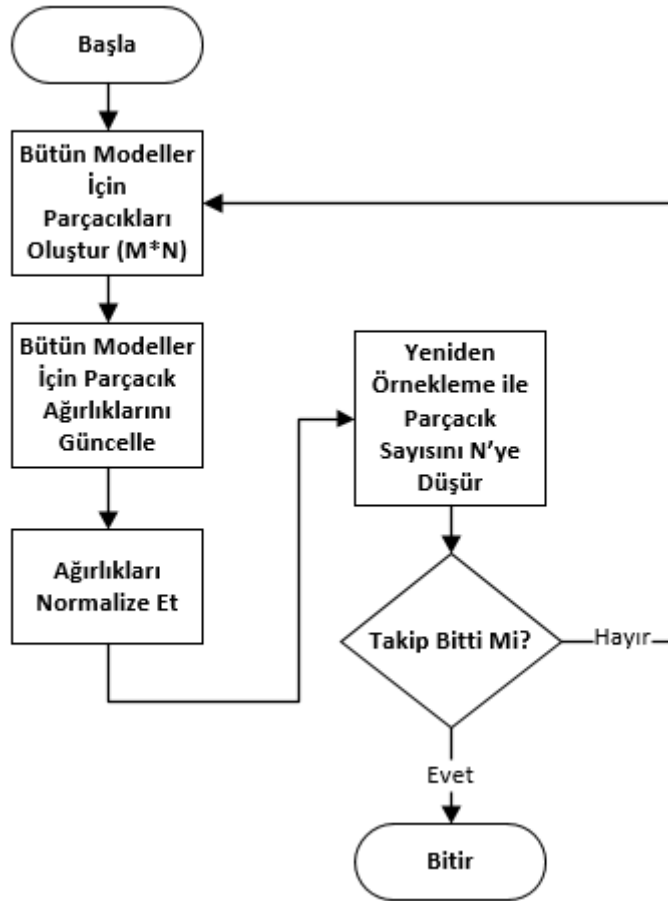 Başla
Bütün Modeller
İçin
Parçacıkları
Oluştur (M*N)
Bütün Modeller
İçin Parçacık
Ağırlıklarını
Güncelle
Ağırlıkları
Normalize Et
Yeniden
Örnekleme ile
Parçacık
Sayısını N’ye
Düşür
Takip Bitti Mi?
Hayır
Evet
Bitir